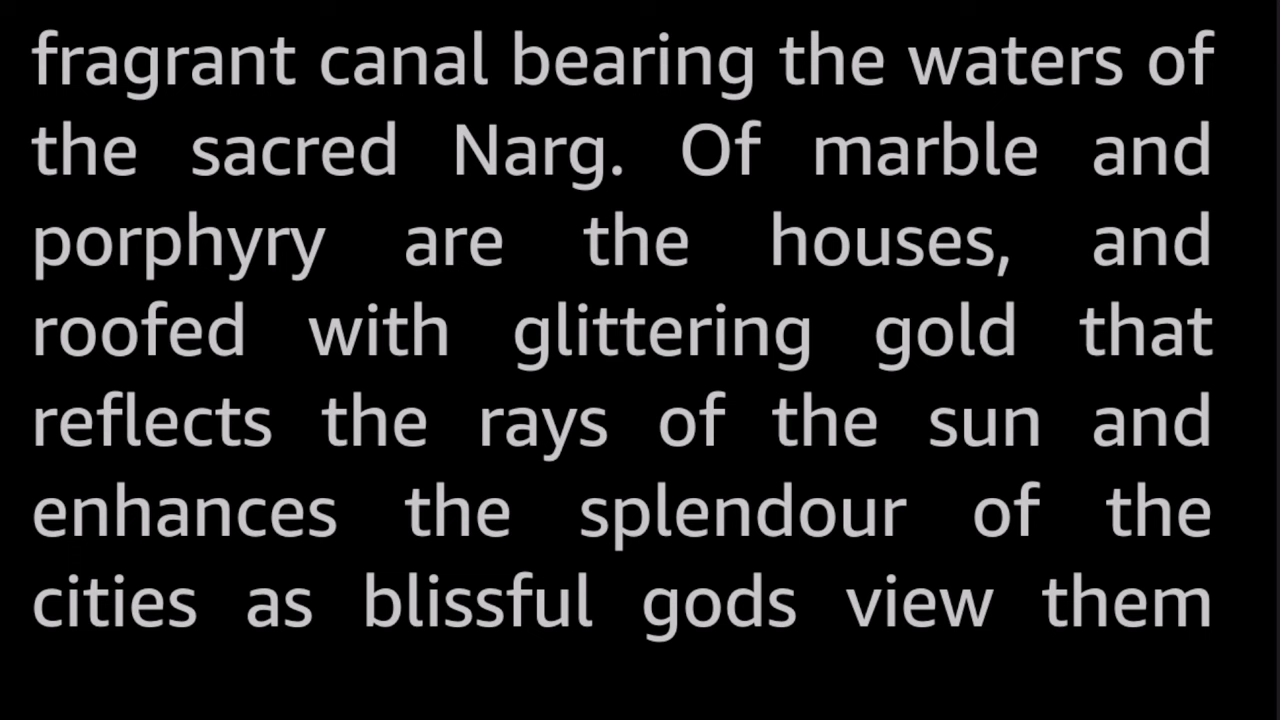 fragrant canal bearing the waters of
the sacred Narg. Of marble and
porphyry are the houses, and
roofed with glittering gold that
reflects the rays of the sun and
enhances the splendour of the
cities as blissful gods view them